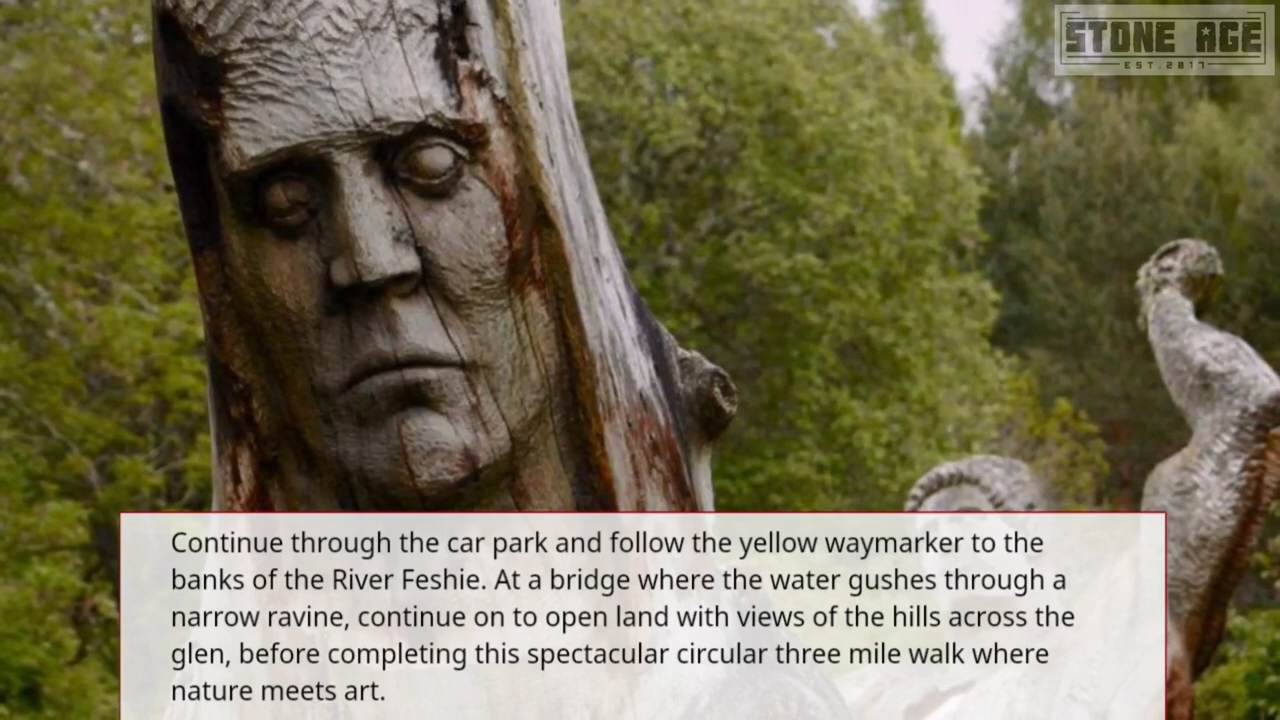 STONE AGE
EST.2017
Continue through the car park and follow the yellow waymarker to the
banks of the River Feshie. At a bridge where the water gushes through a
narrow ravine, continue on to open land with views of the hills across the
glen, before completing this spectacular circular three mile walk where
nature meets art.